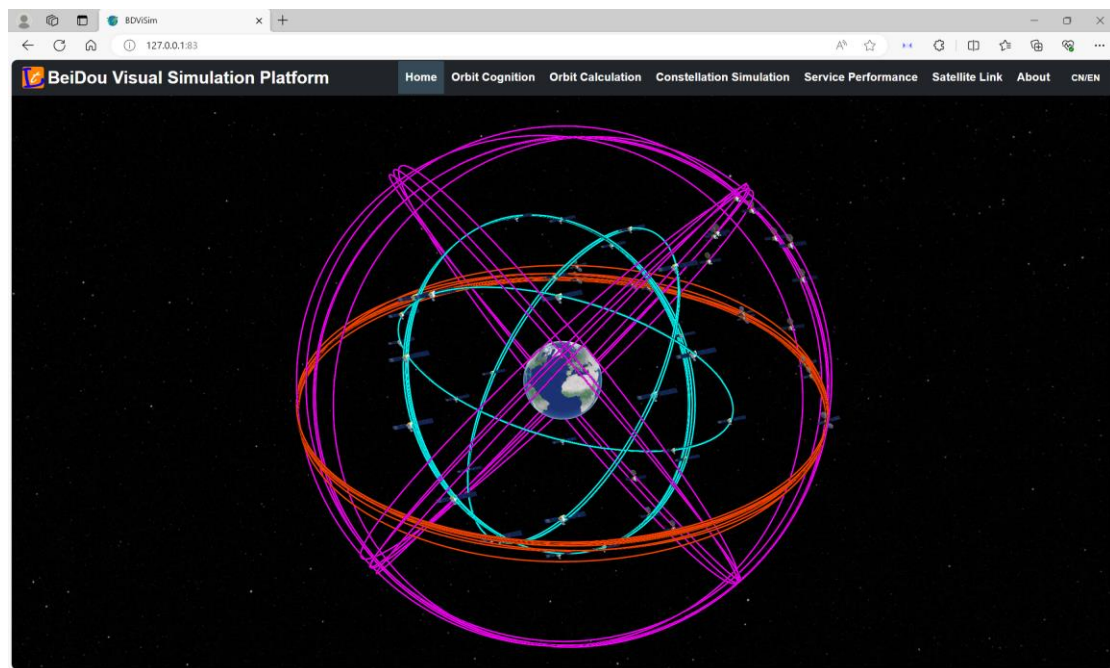 BDViSim
127.0.0.1:83
BeiDou Visual Simulation Platform
Home Orbit Cognition Orbit Calculation Constellation Simulation Service Performance Satellite Link About CN/EN